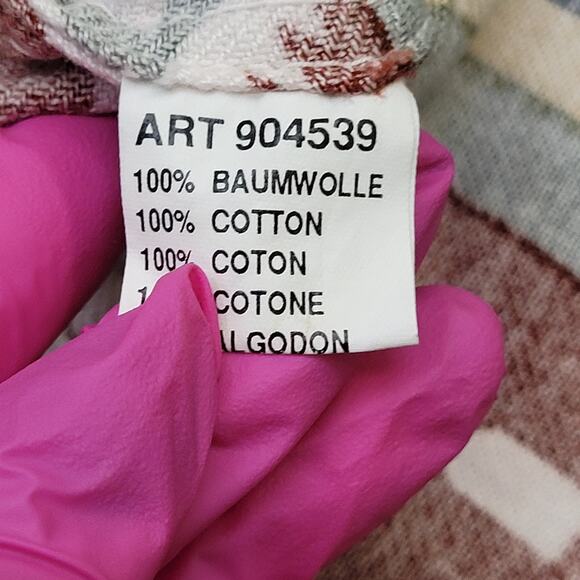 ART 904539
100% BAUMWOLLE
100% COTTON
100% COTON
COTONE
ALGODON